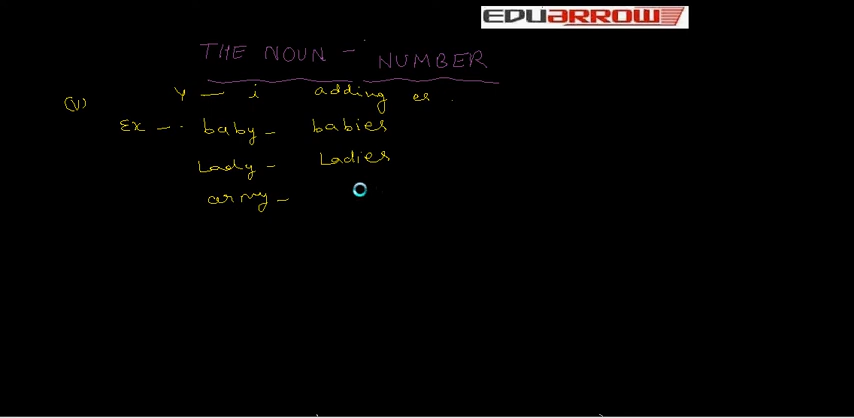 EDUARROW
THE NOUN - NUMBER
(V) Y — i adding es .
Ex — . baby - babies
Lady - Ladies
army -